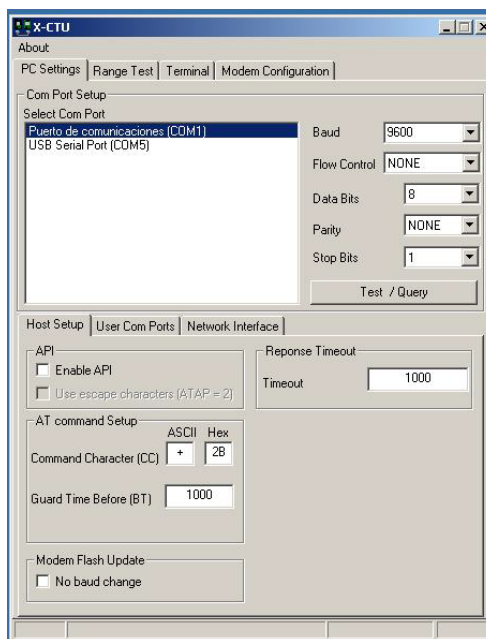 X-CTU
About
PC Settings Range Test Terminal Modem Configuration
Com Port Setup
Select Com Port
Puerto de comunicaciones (COM1)
USB Serial Port (COM5)
Baud 9600
Flow Control NONE
Data Bits 8
Parity NONE
Stop Bits 1
Test / Query
Host Setup User Com Ports Network Interface
API
Enable API
Use escape characters (ATAP = 2)
Reponse Timeout
Timeout 1000
AT command Setup
ASCII Hex
Command Character (CC) + 2B
Guard Time Before (BT) 1000
Modem Flash Update
No baud change